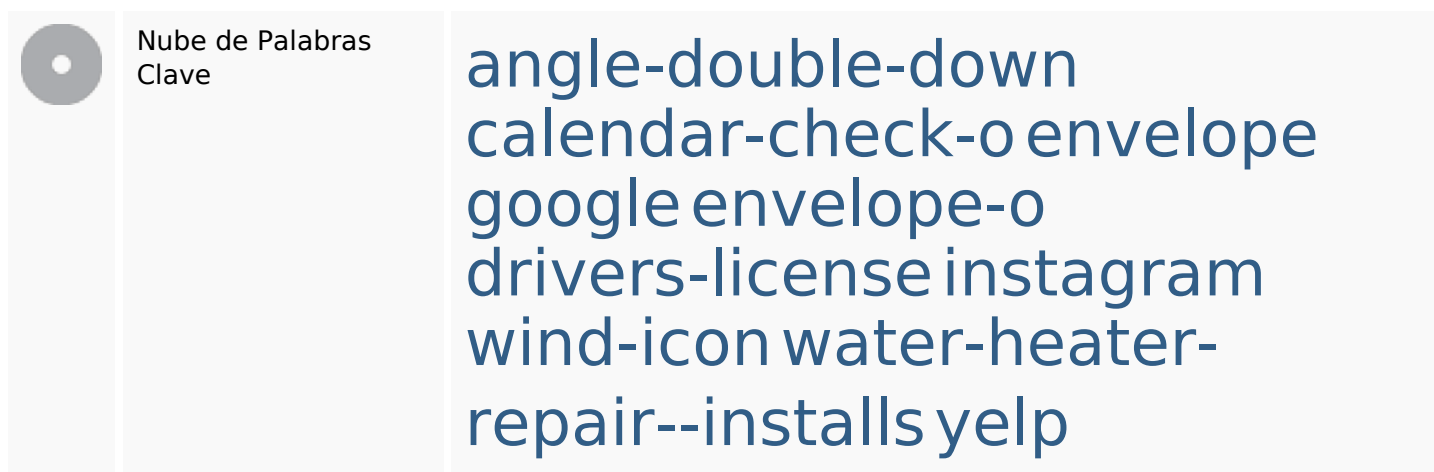 Nube de Palabras
Clave
angle-double-down
calendar-check-o envelope
google envelope-o
drivers-license instagram
wind-icon water-heater-
repair--installs yelp